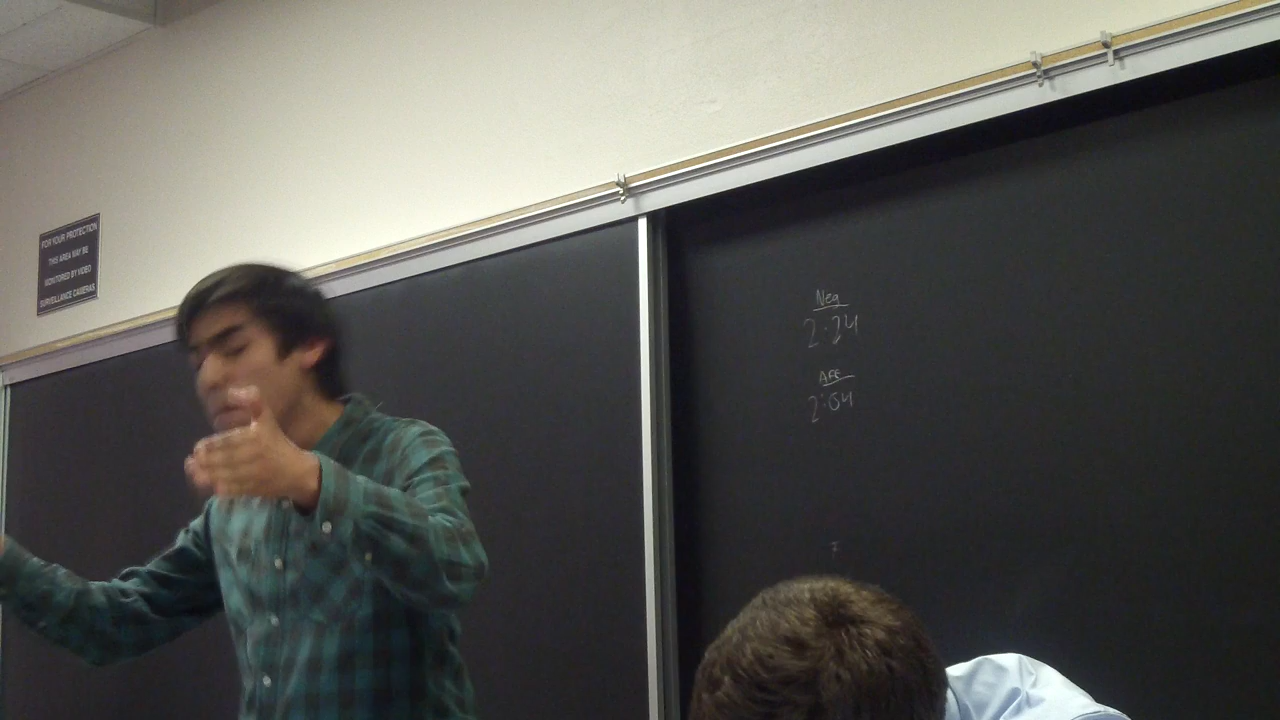 FOR YOUR PROTECTION
THIS AREA MAY BE
MONITORED BY VIDEO
SURVEILLANCE CAMERAS
Neg
2:24
AFF
2:04